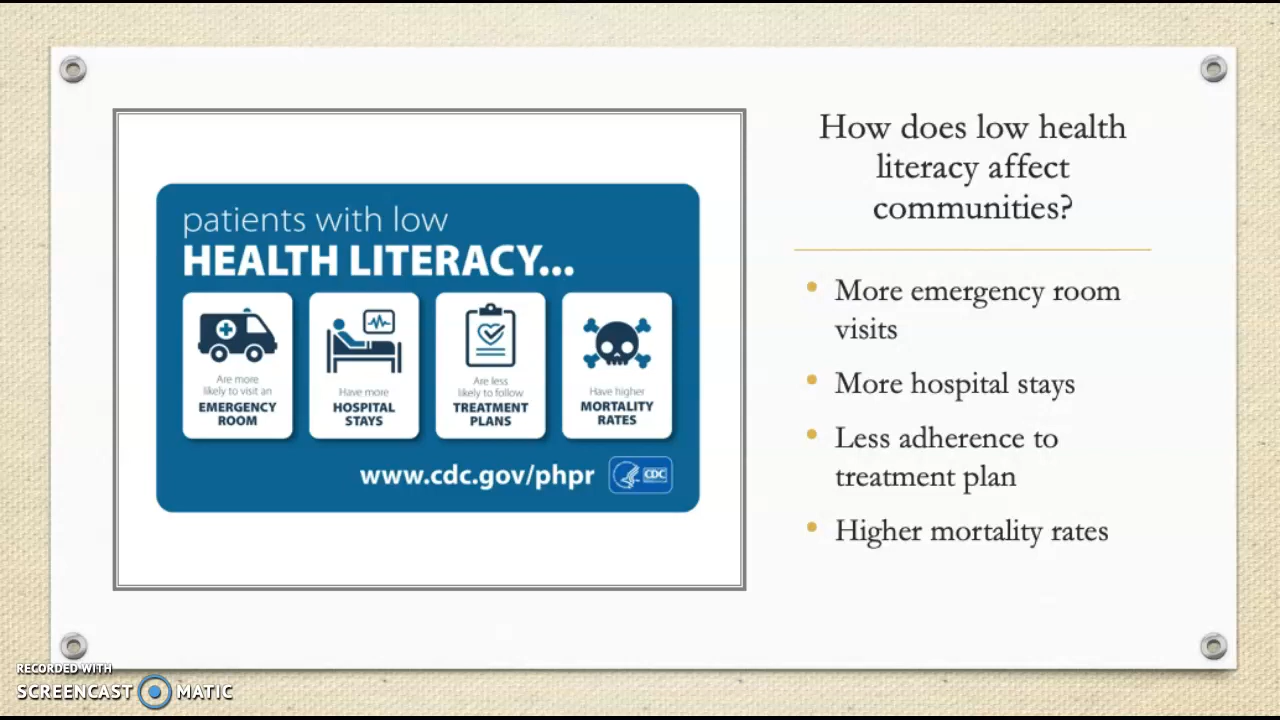 How does low health
literacy affect
communities?
patients with low
HEALTH LITERACY...
Are more
likely to visit an
EMERGENCY
ROOM
Have more
HOSPITAL
STAYS
Are less
likely to follow
TREATMENT
PLANS
Have higher
MORTALITY
RATES
www.cdc.gov/phpr
CDC
• More emergency room
visits
• More hospital stays
• Less adherence to
treatment plan
• Higher mortality rates
RECORDED WITH
SCREENCAST MATIC